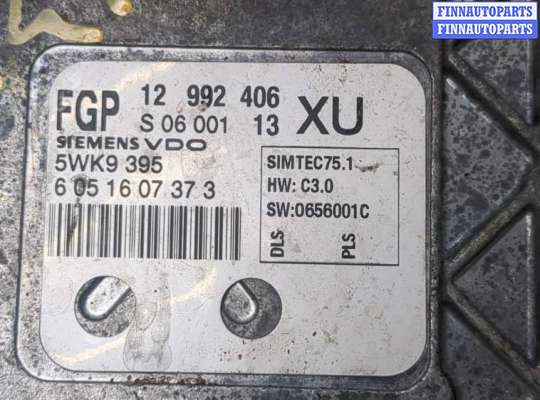 FINNAUTOPARTS
FINNAUTOPARTS
FGP 12 992 406 XU
S 06 001 13
SIEMENS VDO
5WK9 395
6 05 16 07 37 3
SIMTEC75.1
HW: C3.0
SW:0656001C
DLS
PLS